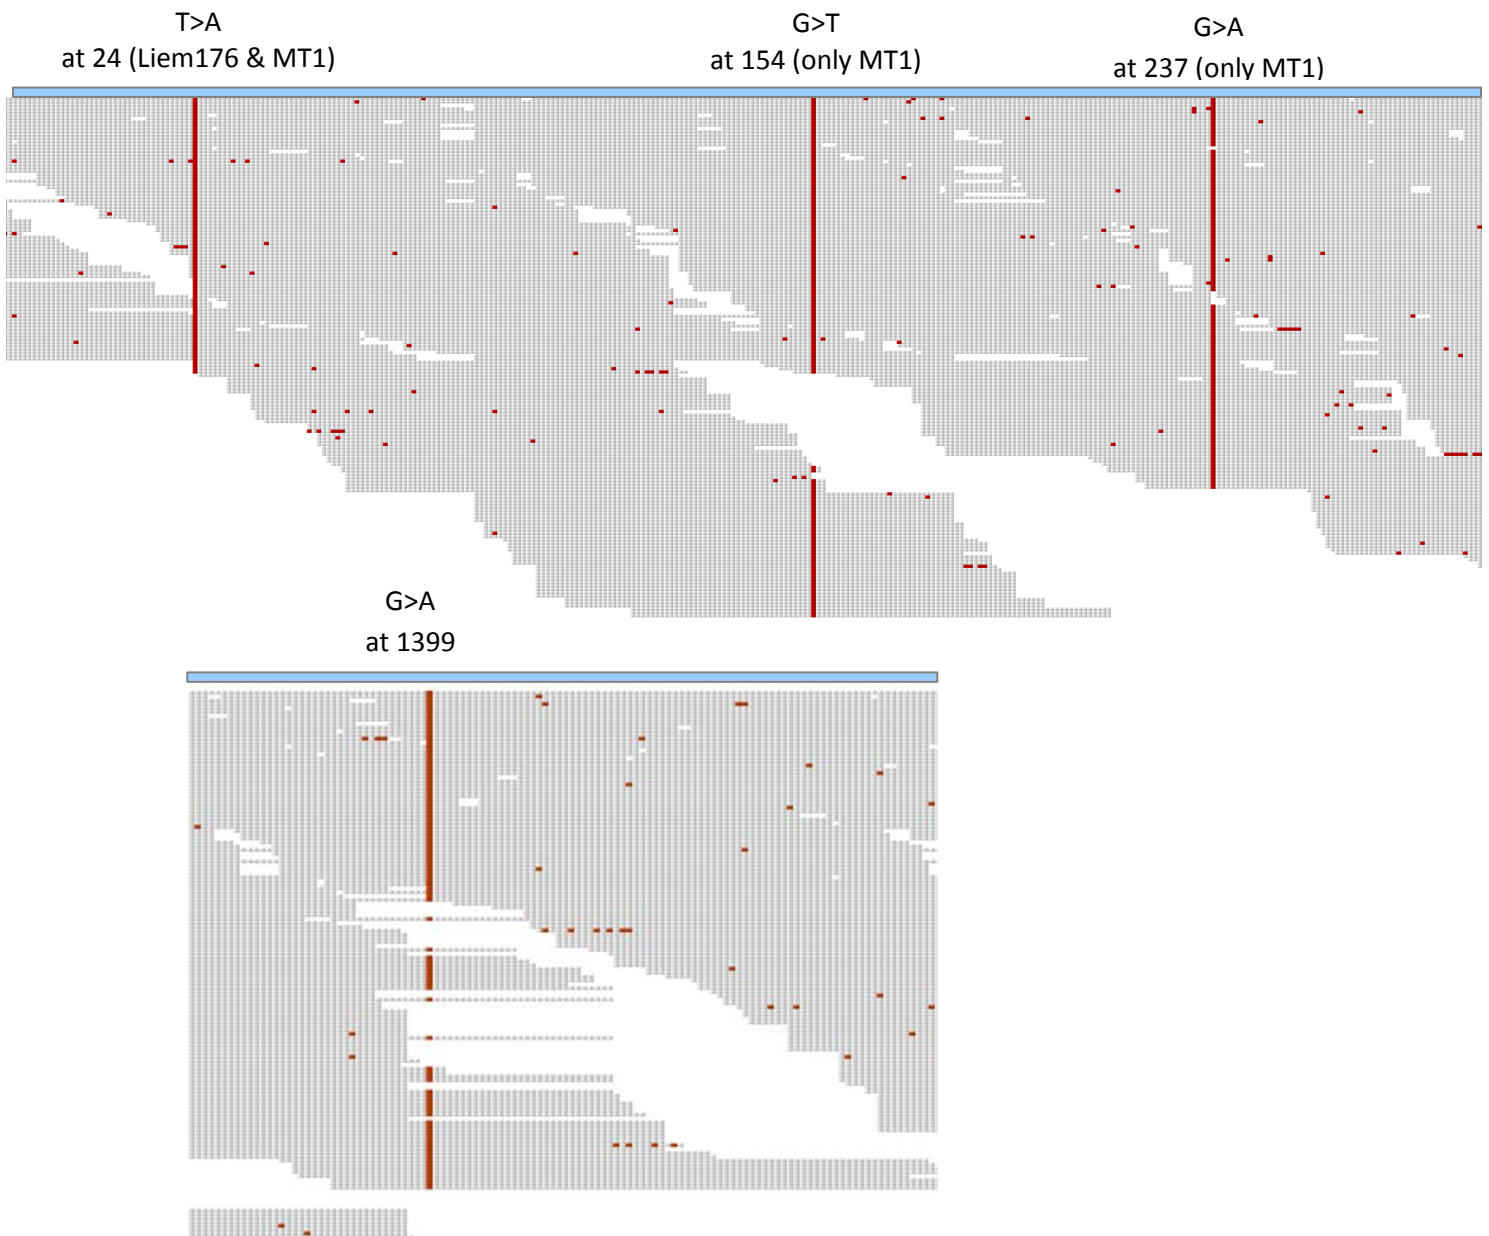 T>A
at 24 (Liem176 & MT1)
G>T
at 154 (only MT1)
G>A
at 237 (only MT1)
G>A
at 1399